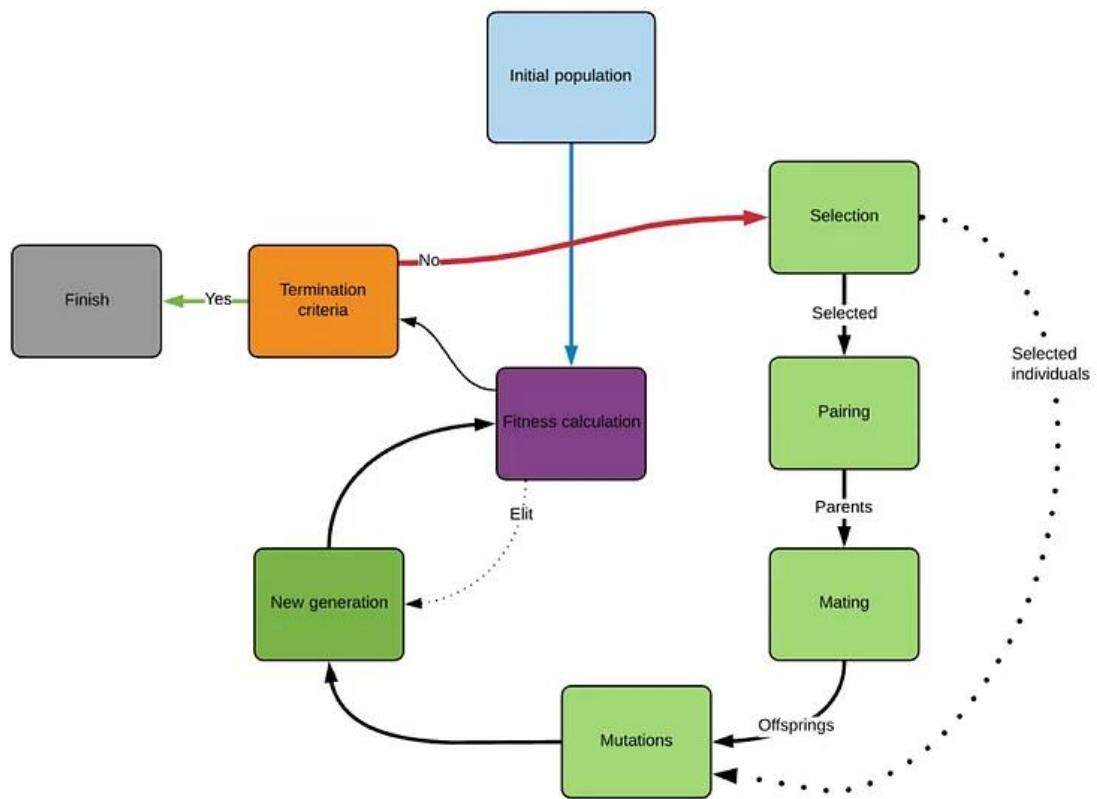 Initial population
Selection
No
Termination
criteria
Yes
Finish
Selected
Selected
individuals
Pairing
Fitness calculation
Parents
Elit
New generation
Mating
Offsprings
Mutations